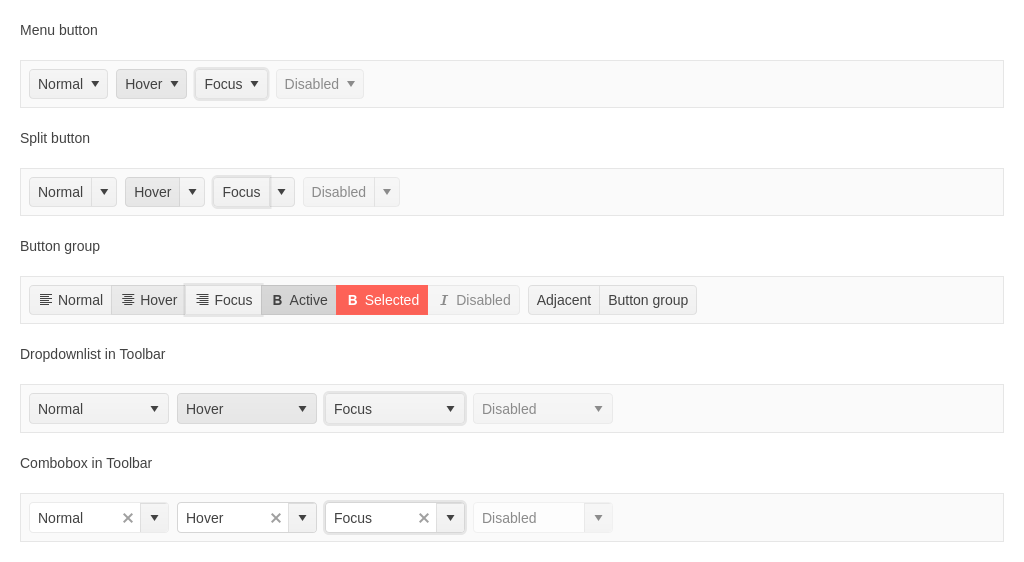 Menu button
Normal Hover Focus Disabled
Split button
Normal Hover Focus Disabled
Button group
Normal Hover Focus B Active B Selected I Disabled Adjacent Button group
Dropdownlist in Toolbar
Normal Hover Focus Disabled
Combobox in Toolbar
Normal Hover Focus Disabled